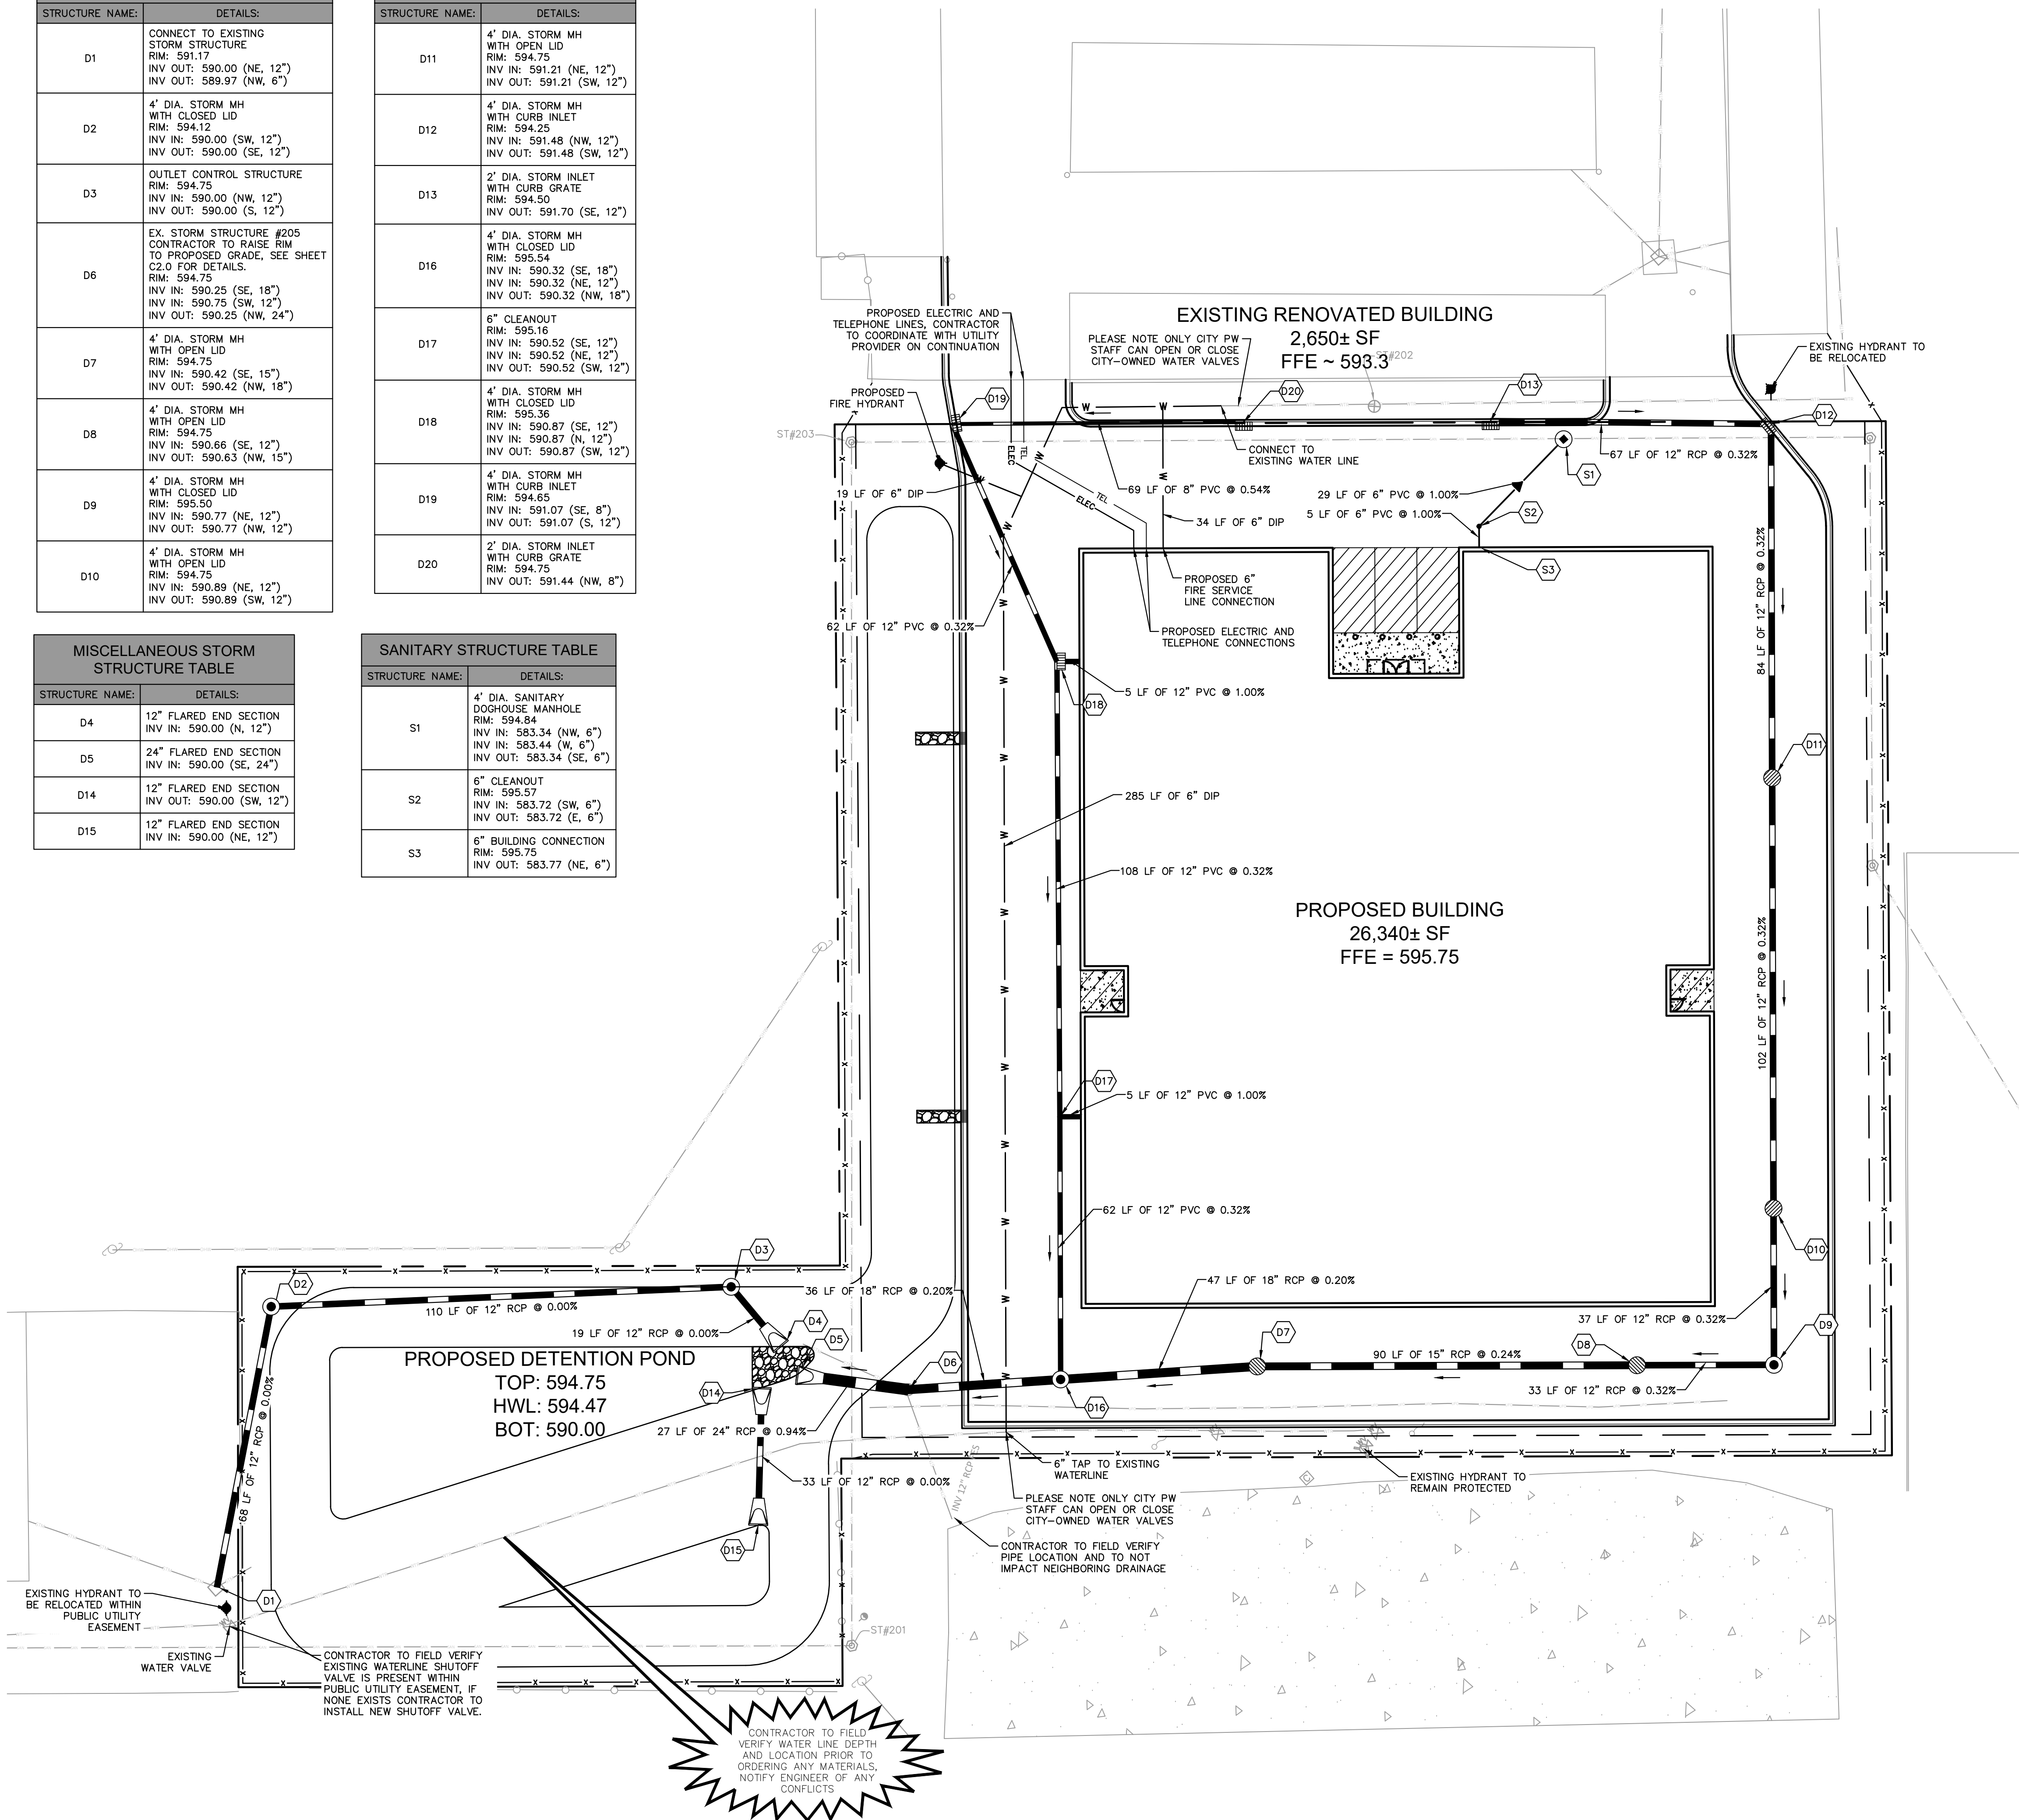 STRUCTURE NAME: DETAILS:
D1
CONNECT TO EXISTING
STORM STRUCTURE
RIM: 591.17
INV OUT: 590.00 (NE, 12")
INV OUT: 589.97 (NW, 6")
D2
4' DIA. STORM MH
WITH CLOSED LID
RIM: 594.12
INV IN: 590.00 (SW, 12")
INV OUT: 590.00 (SE, 12")
D3
OUTLET CONTROL STRUCTURE
RIM: 594.75
INV IN: 590.00 (NW, 12")
INV OUT: 590.00 (S, 12")
D6
EX. STORM STRUCTURE #205
CONTRACTOR TO RAISE RIM
TO PROPOSED GRADE, SEE SHEET
C2.0 FOR DETAILS.
RIM: 594.75
INV IN: 590.25 (SE, 18")
INV IN: 590.75 (SW, 12")
INV OUT: 590.25 (NW, 24")
D7
4' DIA. STORM MH
WITH OPEN LID
RIM: 594.75
INV IN: 590.42 (SE, 15")
INV OUT: 590.42 (NW, 18")
D8
4' DIA. STORM MH
WITH OPEN LID
RIM: 594.75
INV IN: 590.66 (SE, 12")
INV OUT: 590.63 (NW, 15")
D9
4' DIA. STORM MH
WITH CLOSED LID
RIM: 595.50
INV IN: 590.77 (NE, 12")
INV OUT: 590.77 (NW, 12")
D10
4' DIA. STORM MH
WITH OPEN LID
RIM: 594.75
INV IN: 590.89 (NE, 12")
INV OUT: 590.89 (SW, 12")
STRUCTURE NAME: DETAILS:
D11
4' DIA. STORM MH
WITH OPEN LID
RIM: 594.75
INV IN: 591.21 (NE, 12")
INV OUT: 591.21 (SW, 12")
D12
4' DIA. STORM MH
WITH CURB INLET
RIM: 594.25
INV IN: 591.48 (NW, 12")
INV OUT: 591.48 (SW, 12")
D13
2' DIA. STORM INLET
WITH CURB GRATE
RIM: 594.50
INV OUT: 591.70 (SE, 12")
D16
4' DIA. STORM MH
WITH CLOSED LID
RIM: 595.54
INV IN: 590.32 (SE, 18")
INV IN: 590.32 (NE, 12")
INV OUT: 590.32 (NW, 18")
D17
6" CLEANOUT
RIM: 595.16
INV IN: 590.52 (SE, 12")
INV IN: 590.52 (NE, 12")
INV OUT: 590.52 (SW, 12")
D18
4' DIA. STORM MH
WITH CLOSED LID
RIM: 595.36
INV IN: 590.87 (SE, 12")
INV IN: 590.87 (N, 12")
INV OUT: 590.87 (SW, 12")
D19
4' DIA. STORM MH
WITH CURB INLET
RIM: 594.65
INV IN: 591.07 (SE, 8")
INV OUT: 591.07 (S, 12")
D20
2' DIA. STORM INLET
WITH CURB GRATE
RIM: 594.75
INV OUT: 591.44 (NW, 8")
MISCELLANEOUS STORM
STRUCTURE TABLE
STRUCTURE NAME: DETAILS:
D4
12" FLARED END SECTION
INV IN: 590.00 (N, 12")
D5
24" FLARED END SECTION
INV IN: 590.00 (SE, 24")
D14
12" FLARED END SECTION
INV OUT: 590.00 (SW, 12")
D15
12" FLARED END SECTION
INV IN: 590.00 (NE, 12")
SANITARY STRUCTURE TABLE
STRUCTURE NAME: DETAILS:
S1
4' DIA. SANITARY
DOGHOUSE MANHOLE
RIM: 594.84
INV IN: 583.34 (NW, 6")
INV IN: 583.44 (W, 6")
INV OUT: 583.34 (SE, 6")
S2
6" CLEANOUT
RIM: 595.57
INV IN: 583.72 (SW, 6")
INV OUT: 583.72 (E, 6")
S3
6" BUILDING CONNECTION
RIM: 595.75
INV OUT: 583.77 (NE, 6")
EXISTING RENOVATED BUILDING
2,650± SF
FFE ~ 593.3
ST#202
PROPOSED ELECTRIC AND
TELEPHONE LINES, CONTRACTOR
TO COORDINATE WITH UTILITY
PROVIDER ON CONTINUATION
PLEASE NOTE ONLY CITY PW
STAFF CAN OPEN OR CLOSE
CITY-OWNED WATER VALVES
EXISTING HYDRANT TO
BE RELOCATED
PROPOSED
FIRE HYDRANT
D19
D20
D13
D12
ST#203
CONNECT TO
EXISTING WATER LINE
67 LF OF 12" RCP @ 0.32%
S1
19 LF OF 6" DIP
ELEC
TEL
ELEC
TEL
69 LF OF 8" PVC @ 0.54%
29 LF OF 6" PVC @ 1.00%
5 LF OF 6" PVC @ 1.00%
S2
34 LF OF 6" DIP
S3
PROPOSED 6"
FIRE SERVICE
LINE CONNECTION
62 LF OF 12" PVC @ 0.32%
PROPOSED ELECTRIC AND
TELEPHONE CONNECTIONS
84 LF OF 12" RCP @ 0.32%
5 LF OF 12" PVC @ 1.00%
D18
D11
285 LF OF 6" DIP
108 LF OF 12" PVC @ 0.32%
PROPOSED BUILDING
26,340± SF
FFE = 595.75
102 LF OF 12" RCP @ 0.32%
D17
5 LF OF 12" PVC @ 1.00%
62 LF OF 12" PVC @ 0.32%
D10
D3
D2
36 LF OF 18" RCP @ 0.20%
47 LF OF 18" RCP @ 0.20%
110 LF OF 12" RCP @ 0.00%
37 LF OF 12" RCP @ 0.32%
D9
19 LF OF 12" RCP @ 0.00%
D4
D5
D7
D8
90 LF OF 15" RCP @ 0.24%
D6
33 LF OF 12" RCP @ 0.32%
PROPOSED DETENTION POND
TOP: 594.75
HWL: 594.47
BOT: 590.00
D14
D16
27 LF OF 24" RCP @ 0.94%
68 LF OF 12" RCP @ 0.00%
33 LF OF 12" RCP @ 0.00%
6" TAP TO EXISTING
WATERLINE
INV 12" RCP
EXISTING HYDRANT TO
REMAIN PROTECTED
PLEASE NOTE ONLY CITY PW
STAFF CAN OPEN OR CLOSE
CITY-OWNED WATER VALVES
D15
CONTRACTOR TO FIELD VERIFY
PIPE LOCATION AND TO NOT
IMPACT NEIGHBORING DRAINAGE
EXISTING HYDRANT TO
BE RELOCATED WITHIN
PUBLIC UTILITY
EASEMENT
D1
ST#201
EXISTING
WATER VALVE
CONTRACTOR TO FIELD VERIFY
EXISTING WATERLINE SHUTOFF
VALVE IS PRESENT WITHIN
PUBLIC UTILITY EASEMENT, IF
NONE EXISTS CONTRACTOR TO
INSTALL NEW SHUTOFF VALVE.
CONTRACTOR TO FIELD
VERIFY WATER LINE DEPTH
AND LOCATION PRIOR TO
ORDERING ANY MATERIALS,
NOTIFY ENGINEER OF ANY
CONFLICTS